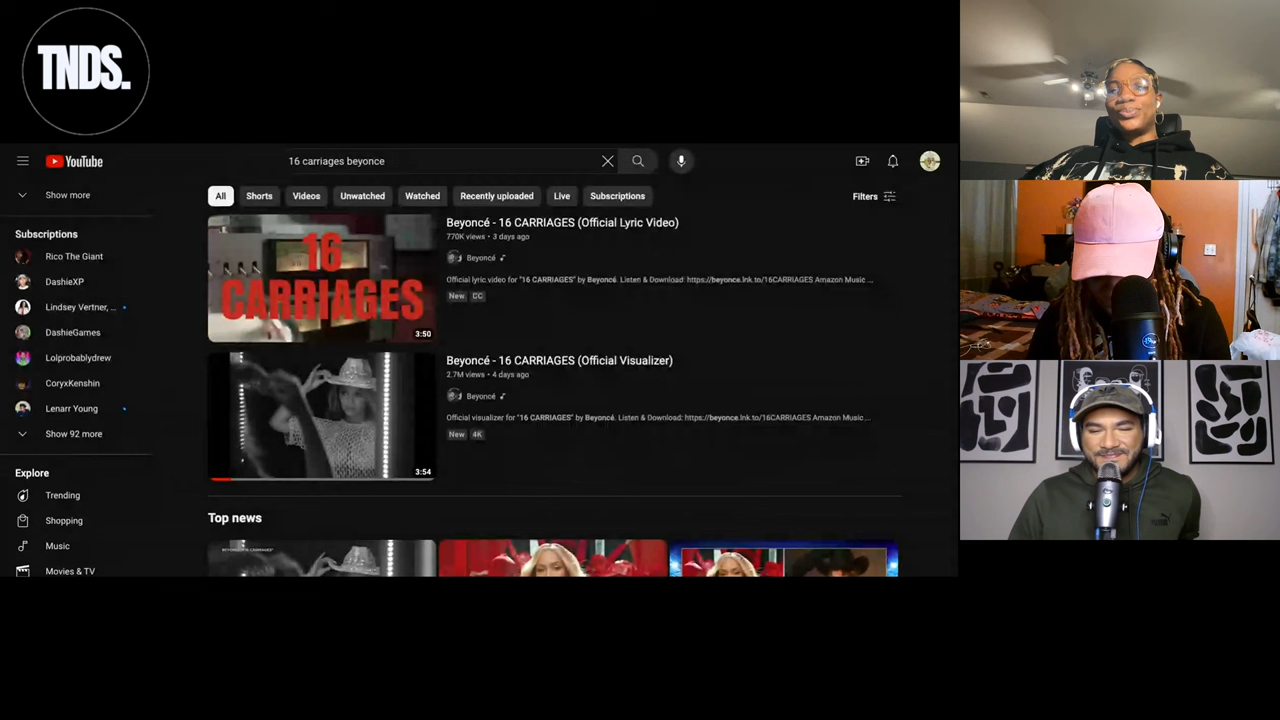 TNDS.
YouTube
16 carriages beyonce
Show more
All
Shorts
Videos
Unwatched
Watched
Recently uploaded
Live
Subscriptions
Filters
Subscriptions
Rico The Giant
DashieXP
Lindsey Vertner, ...
DashieGames
Lolprobablydrew
CoryxKenshin
Lenarr Young
Show 92 more
Explore
Trending
Shopping
Music
Movies & TV
16
CARRIAGES
3:50
Beyoncé - 16 CARRIAGES (Official Lyric Video)
770K views • 3 days ago
Beyoncé
Official lyric video for "16 CARRIAGES" by Beyoncé. Listen & Download: https://beyonce.lnk.to/16CARRIAGES Amazon Music ...
New CC
3:54
Beyoncé - 16 CARRIAGES (Official Visualizer)
2.7M views • 4 days ago
Beyoncé
Official visualizer for "16 CARRIAGES" by Beyoncé. Listen & Download: https://beyonce.lnk.to/16CARRIAGES Amazon Music...
New 4K
Top news